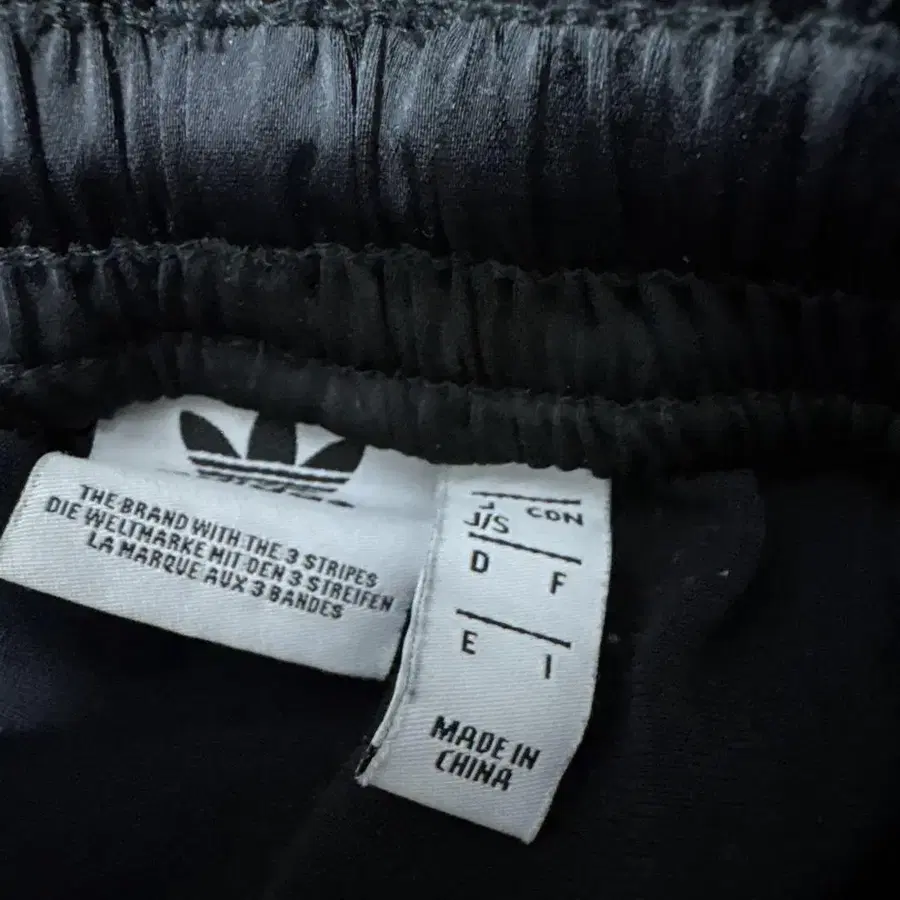 THE BRAND WITH THE 3 STRIPES
DIE WELTMARKE MIT DEN 3 STREIFEN
LA MARQUE AUX 3 BANDES
J/S CDN
D F
E I
MADE IN
CHINA